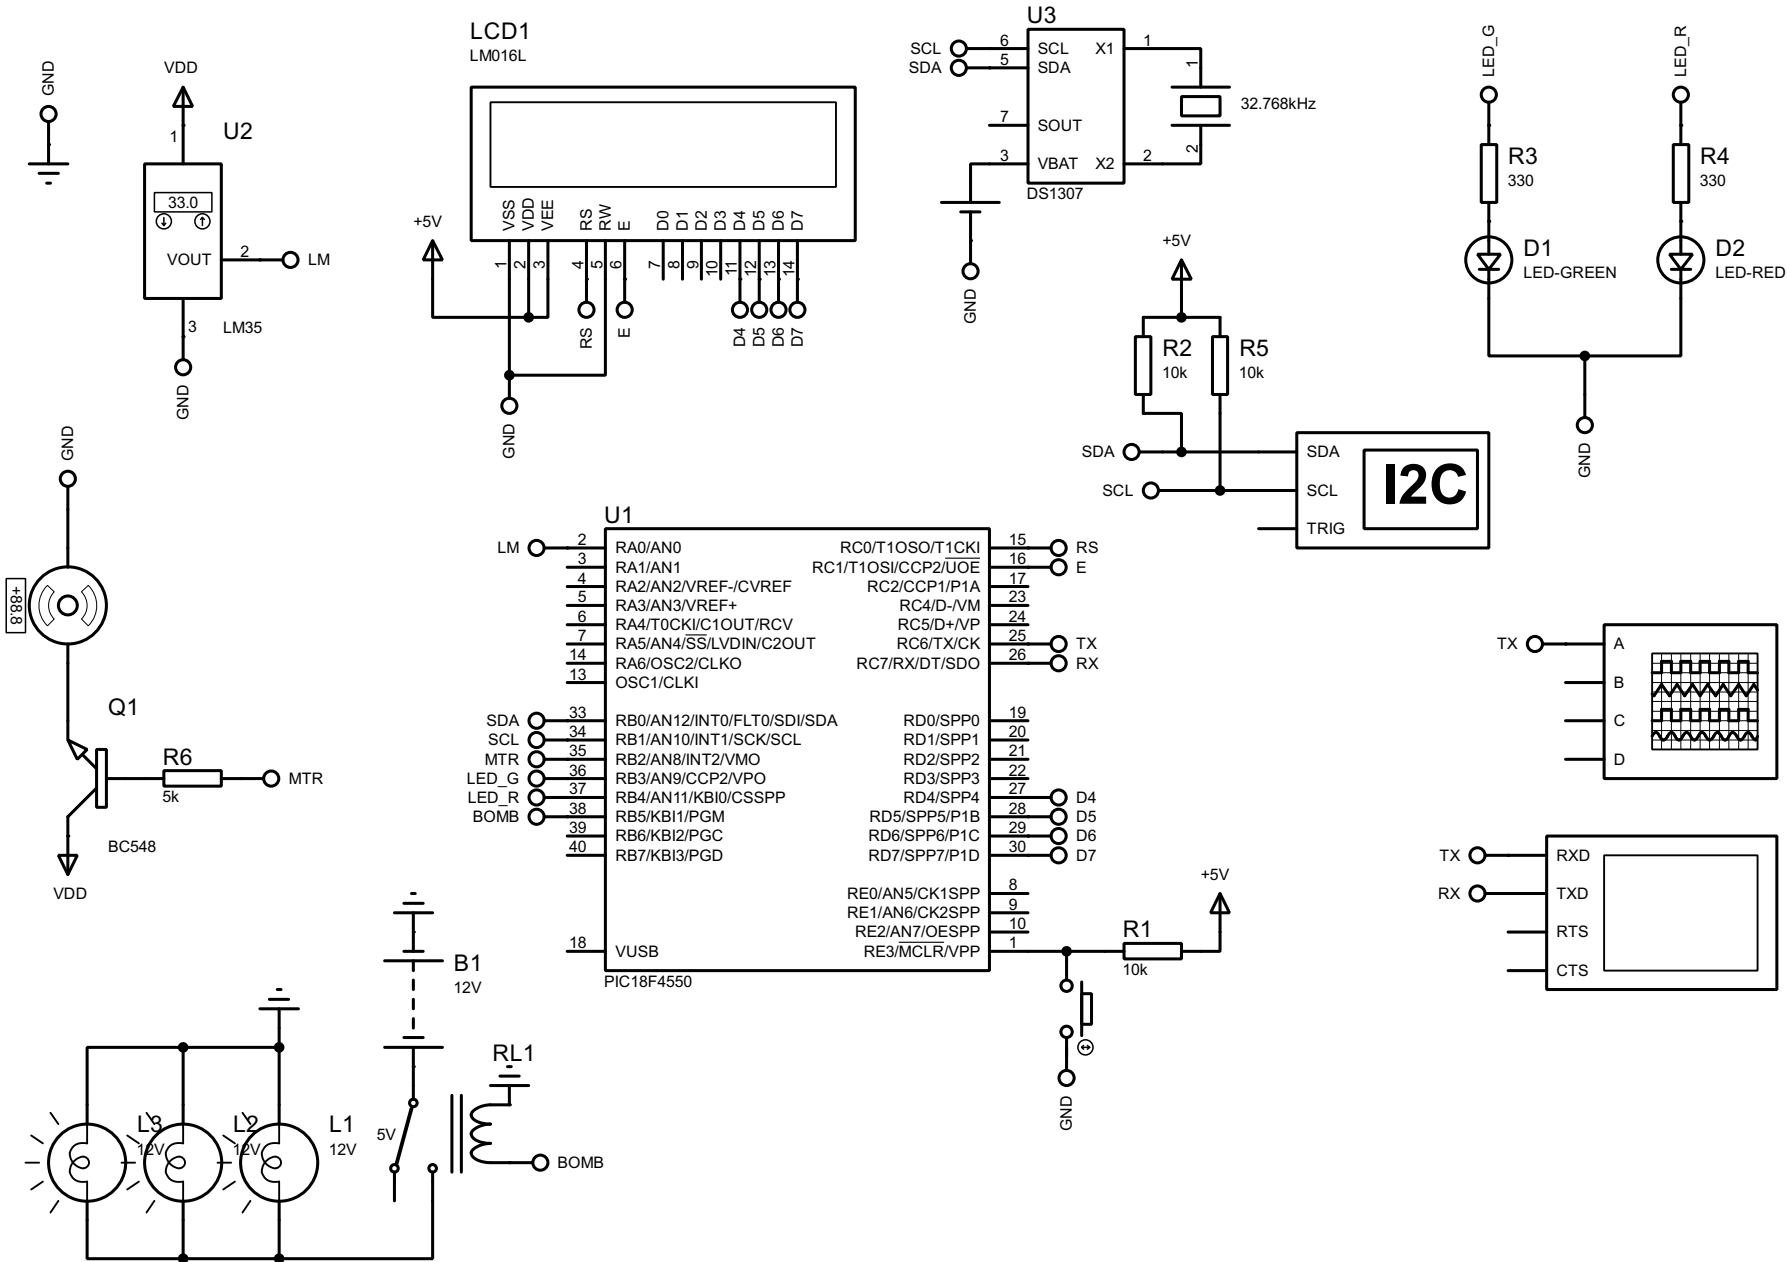 LCD1
LM016L
VSS
VDD
VEE
RS
RW
E
D0
D1
D2
D3
D4
D5
D6
D7
1
2
3
4
5
6
7
8
9
10
11
12
13
14
+5V
RS
E
D4
D5
D6
D7
GND
GND
VDD
1
U2
33.0
VOUT
2
LM
3
LM35
GND
U3
SCL
6
SCL
X1
1
SDA
5
SDA
7
SOUT
3
VBAT
X2
2
DS1307
1
2
32.768kHz
GND
LED_G
LED_R
R3
330
R4
330
D1
LED-GREEN
D2
LED-RED
GND
+5V
R2
10k
R5
10k
SDA
SCL
SDA
SCL
TRIG
I2C
GND
+88.8
Q1
R6
5k
MTR
BC548
VDD
U1
LM
2 RA0/AN0
3 RA1/AN1
4 RA2/AN2/VREF-/CVREF
5 RA3/AN3/VREF+
6 RA4/T0CKI/C1OUT/RCV
7 RA5/AN4/SS/LVDIN/C2OUT
14 RA6/OSC2/CLKO
13 OSC1/CLKI
SDA 33 RB0/AN12/INT0/FLT0/SDI/SDA
SCL 34 RB1/AN10/INT1/SCK/SCL
MTR 35 RB2/AN8/INT2/VMO
LED_G 36 RB3/AN9/CCP2/VPO
LED_R 37 RB4/AN11/KBI0/CSSPP
BOMB 38 RB5/KBI1/PGM
39 RB6/KBI2/PGC
40 RB7/KBI3/PGD
18 VUSB
RC0/T1OSO/T1CKI 15 RS
RC1/T1OSI/CCP2/UOE 16 E
RC2/CCP1/P1A 17
RC4/D-/VM 23
RC5/D+/VP 24
RC6/TX/CK 25 TX
RC7/RX/DT/SDO 26 RX
RD0/SPP0 19
RD1/SPP1 20
RD2/SPP2 21
RD3/SPP3 22
RD4/SPP4 27 D4
RD5/SPP5/P1B 28 D5
RD6/SPP6/P1C 29 D6
RD7/SPP7/P1D 30 D7
RE0/AN5/CK1SPP 8
RE1/AN6/CK2SPP 9
RE2/AN7/OESPP 10
RE3/MCLR/VPP 1
PIC18F4550
R1
10k
+5V
GND
TX
A
B
C
D
TX
RXD
RX
TXD
RTS
CTS
B1
12V
RL1
5V
BOMB
L3
12V
L2
12V
L1
12V